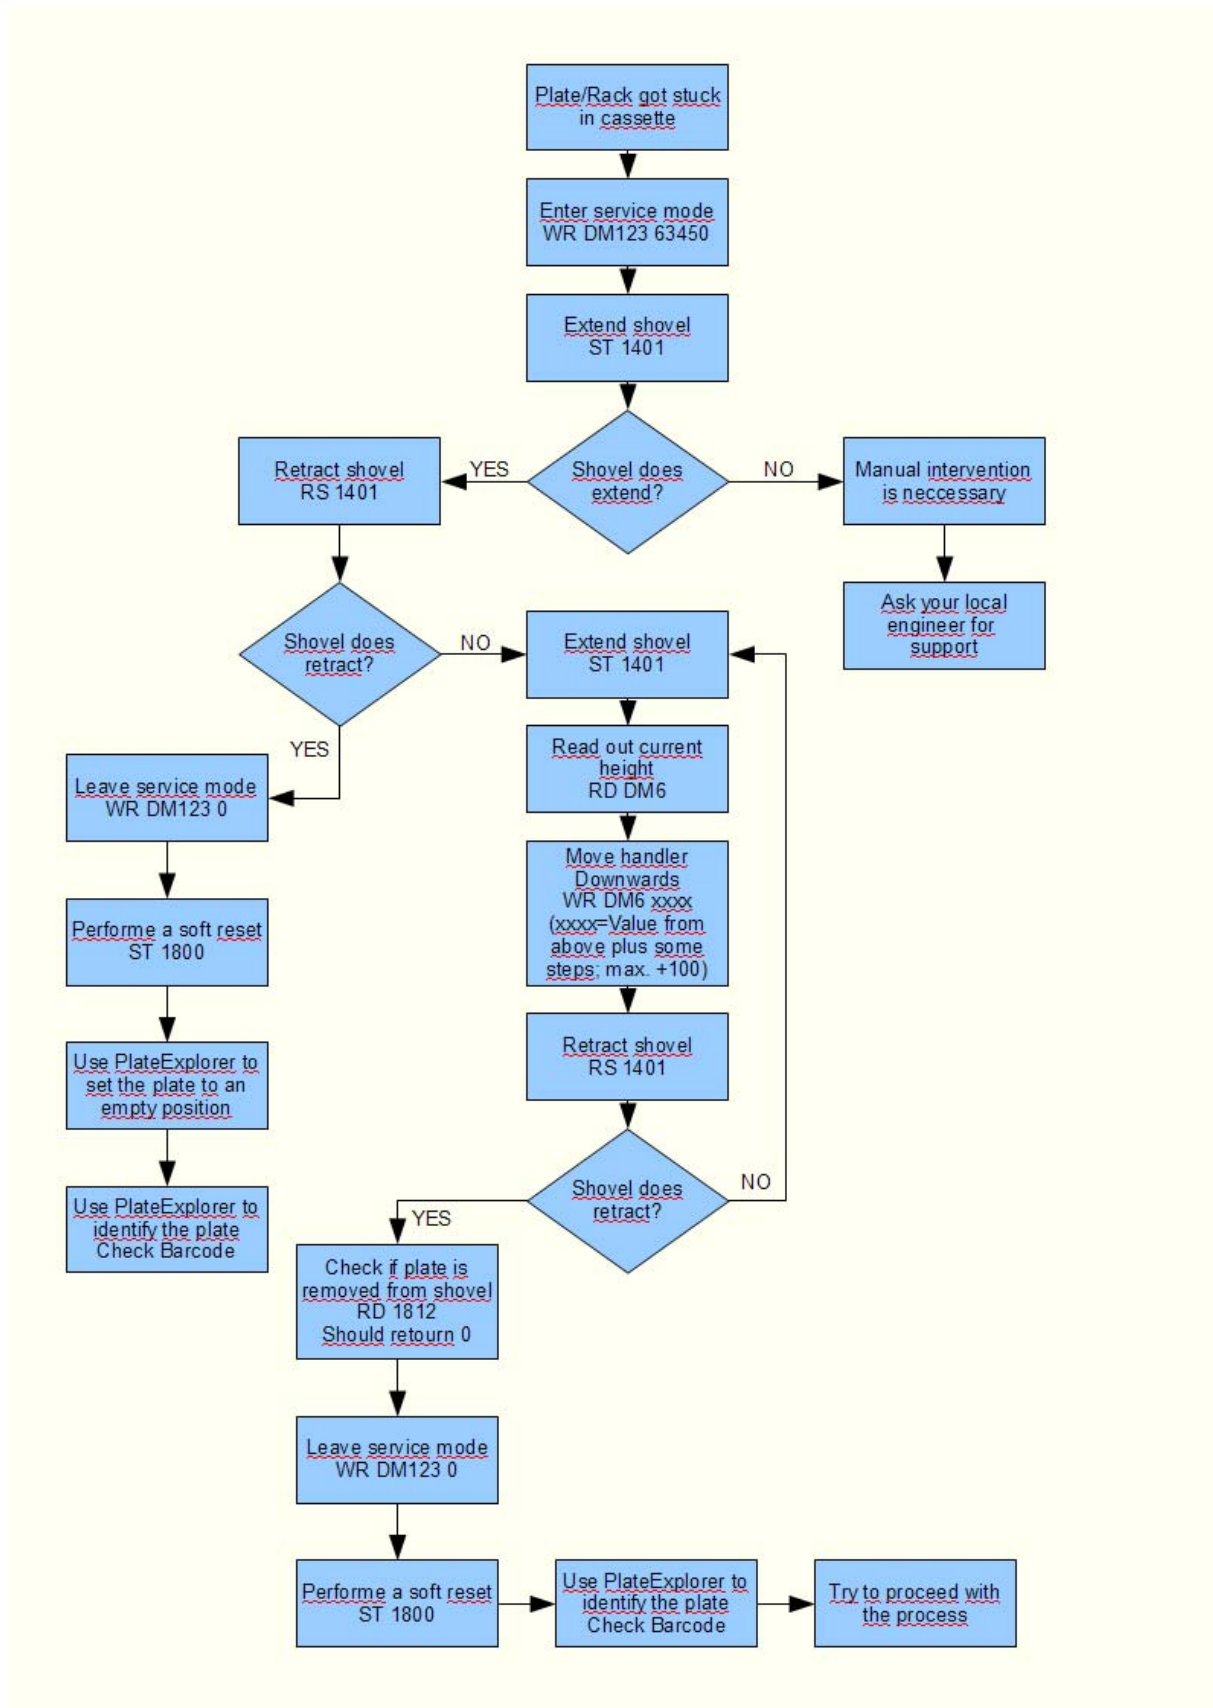 Plate/Rack got stuck
in cassette
Enter service mode
WR DM123 63450
Extend shovel
ST 1401
Shovel does
extend?
YES
NO
Retract shovel
RS 1401
Manual intervention
is neccessary
Ask your local
engineer for
support
Shovel does
retract?
NO
YES
Extend shovel
ST 1401
Read out current
height
RD DM6
Move handler
Downwards
WR DM6 xxxx
(xxxx=Value from
above plus some
steps; max. +100)
Retract shovel
RS 1401
Shovel does
retract?
NO
YES
Leave service mode
WR DM123 0
Performe a soft reset
ST 1800
Use PlateExplorer to
set the plate to an
empty position
Use PlateExplorer to
identify the plate
Check Barcode
Check if plate is
removed from shovel
RD 1812
Should retourn 0
Leave service mode
WR DM123 0
Performe a soft reset
ST 1800
Use PlateExplorer to
identify the plate
Check Barcode
Try to proceed with
the process